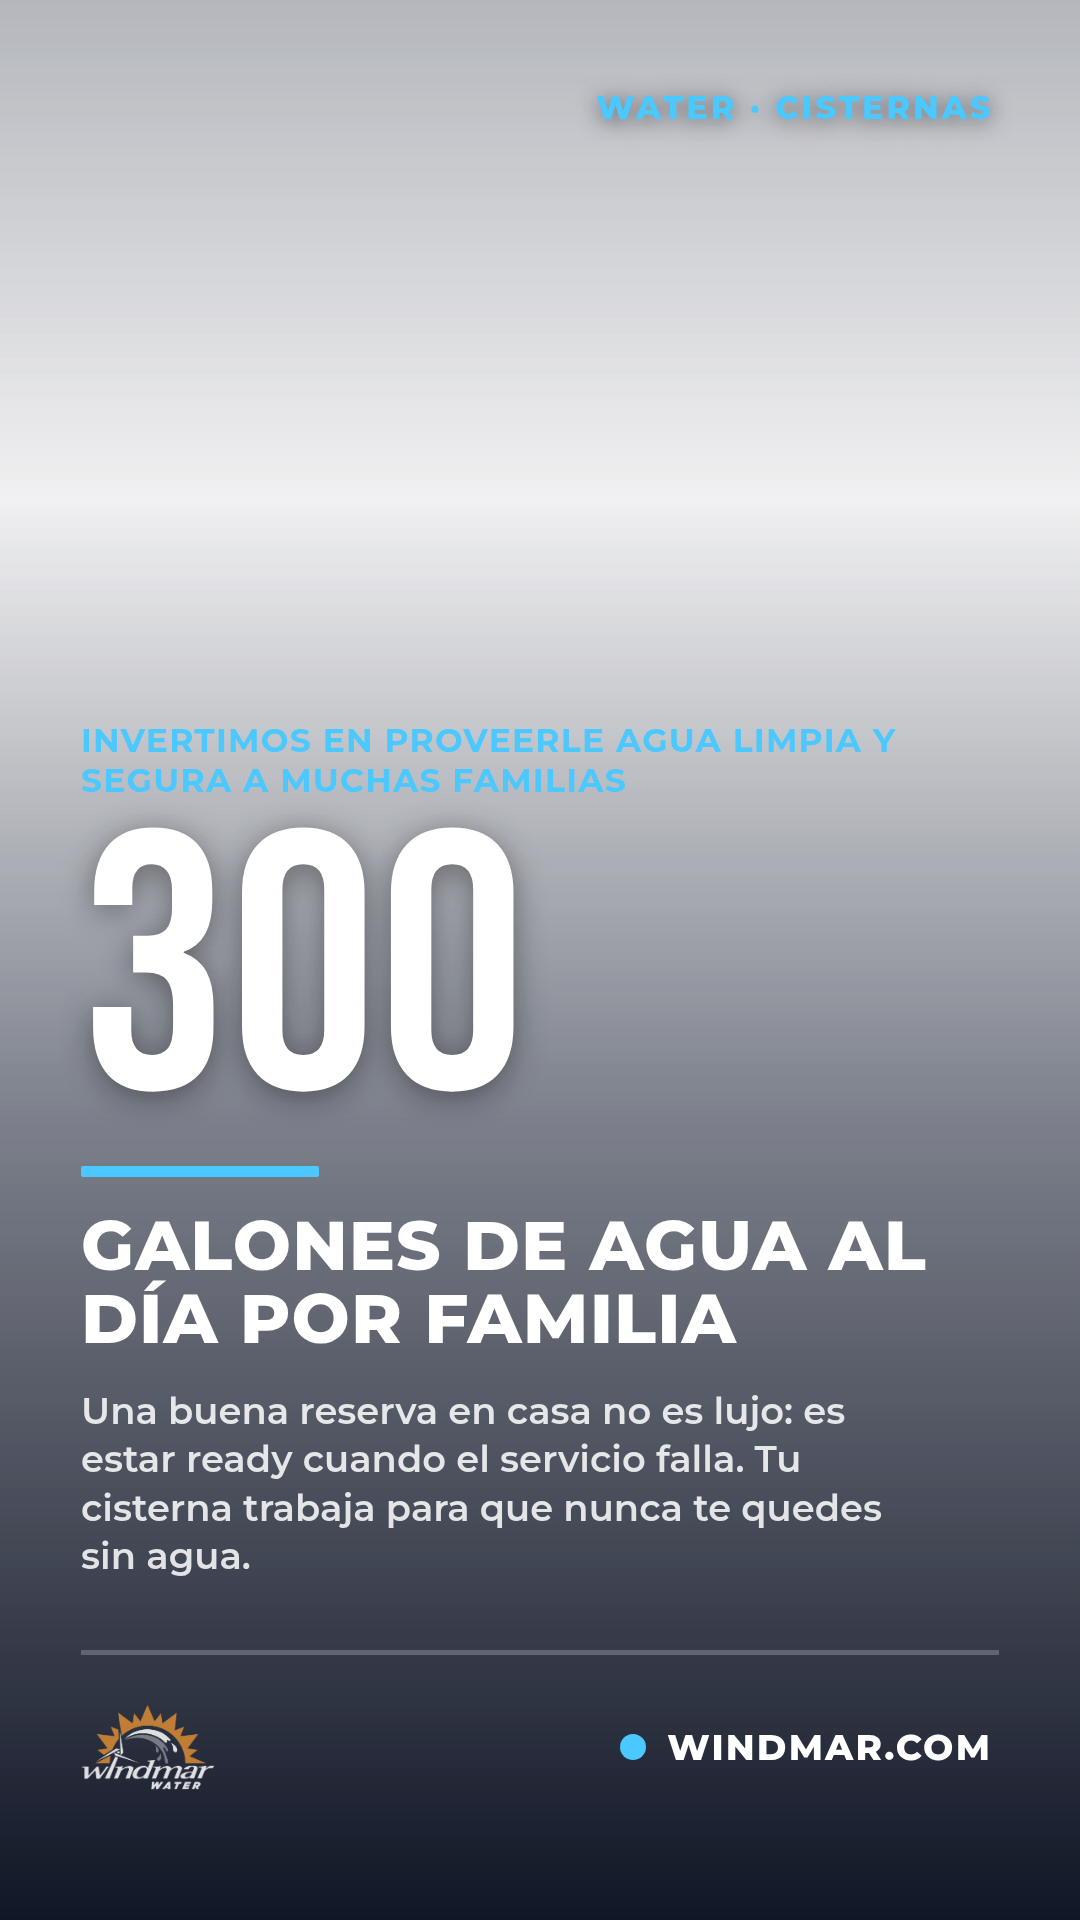 WATER · CISTERNAS
INVERTIMOS EN PROVEERLE AGUA LIMPIA Y
SEGURA A MUCHAS FAMILIAS
300
GALONES DE AGUA AL
DÍA POR FAMILIA
Una buena reserva en casa no es lujo: es
estar ready cuando el servicio falla. Tu
cisterna trabaja para que nunca te quedes
sin agua.
windmar
WATER
WINDMAR.COM